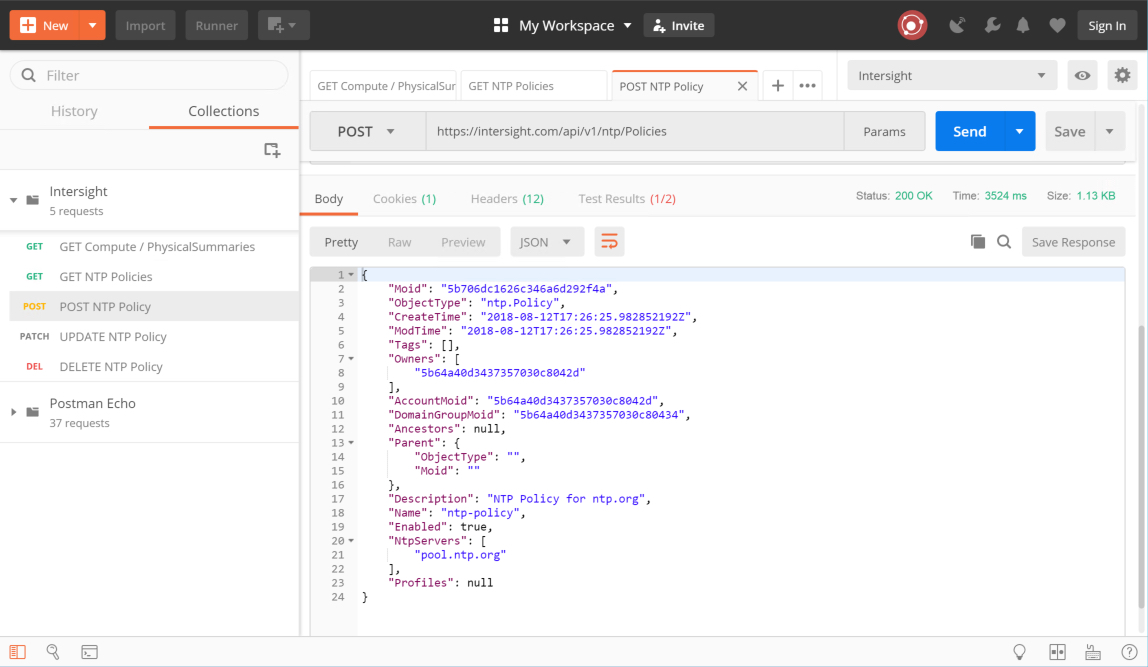 New Import Runner My Workspace Invite Sign In
Filter
History Collections
Intersight
5 requests
GET GET Compute / PhysicalSummaries
GET GET NTP Policies
POST POST NTP Policy
PATCH UPDATE NTP Policy
DEL DELETE NTP Policy
Postman Echo
37 requests
GET Compute / PhysicalSur GET NTP Policies POST NTP Policy Intersight
POST https://intersight.com/api/v1/ntp/Policies Params Send Save
Body Cookies (1) Headers (12) Test Results (1/2) Status: 200 OK Time: 3524 ms Size: 1.13 KB
Pretty Raw Preview JSON Save Response
1 {
2 "Moid": "5b706dc1626c346a6d292f4a",
3 "ObjectType": "ntp.Policy",
4 "CreateTime": "2018-08-12T17:26:25.982852192Z",
5 "ModTime": "2018-08-12T17:26:25.982852192Z",
6 "Tags": [],
7 "Owners": [
8 "5b64a40d3437357030c8042d"
9 ],
10 "AccountMoid": "5b64a40d3437357030c8042d",
11 "DomainGroupMoid": "5b64a40d3437357030c80434",
12 "Ancestors": null,
13 "Parent": {
14 "ObjectType": "",
15 "Moid": ""
16 },
17 "Description": "NTP Policy for ntp.org",
18 "Name": "ntp-policy",
19 "Enabled": true,
20 "NtpServers": [
21 "pool.ntp.org"
22 ],
23 "Profiles": null
24 }